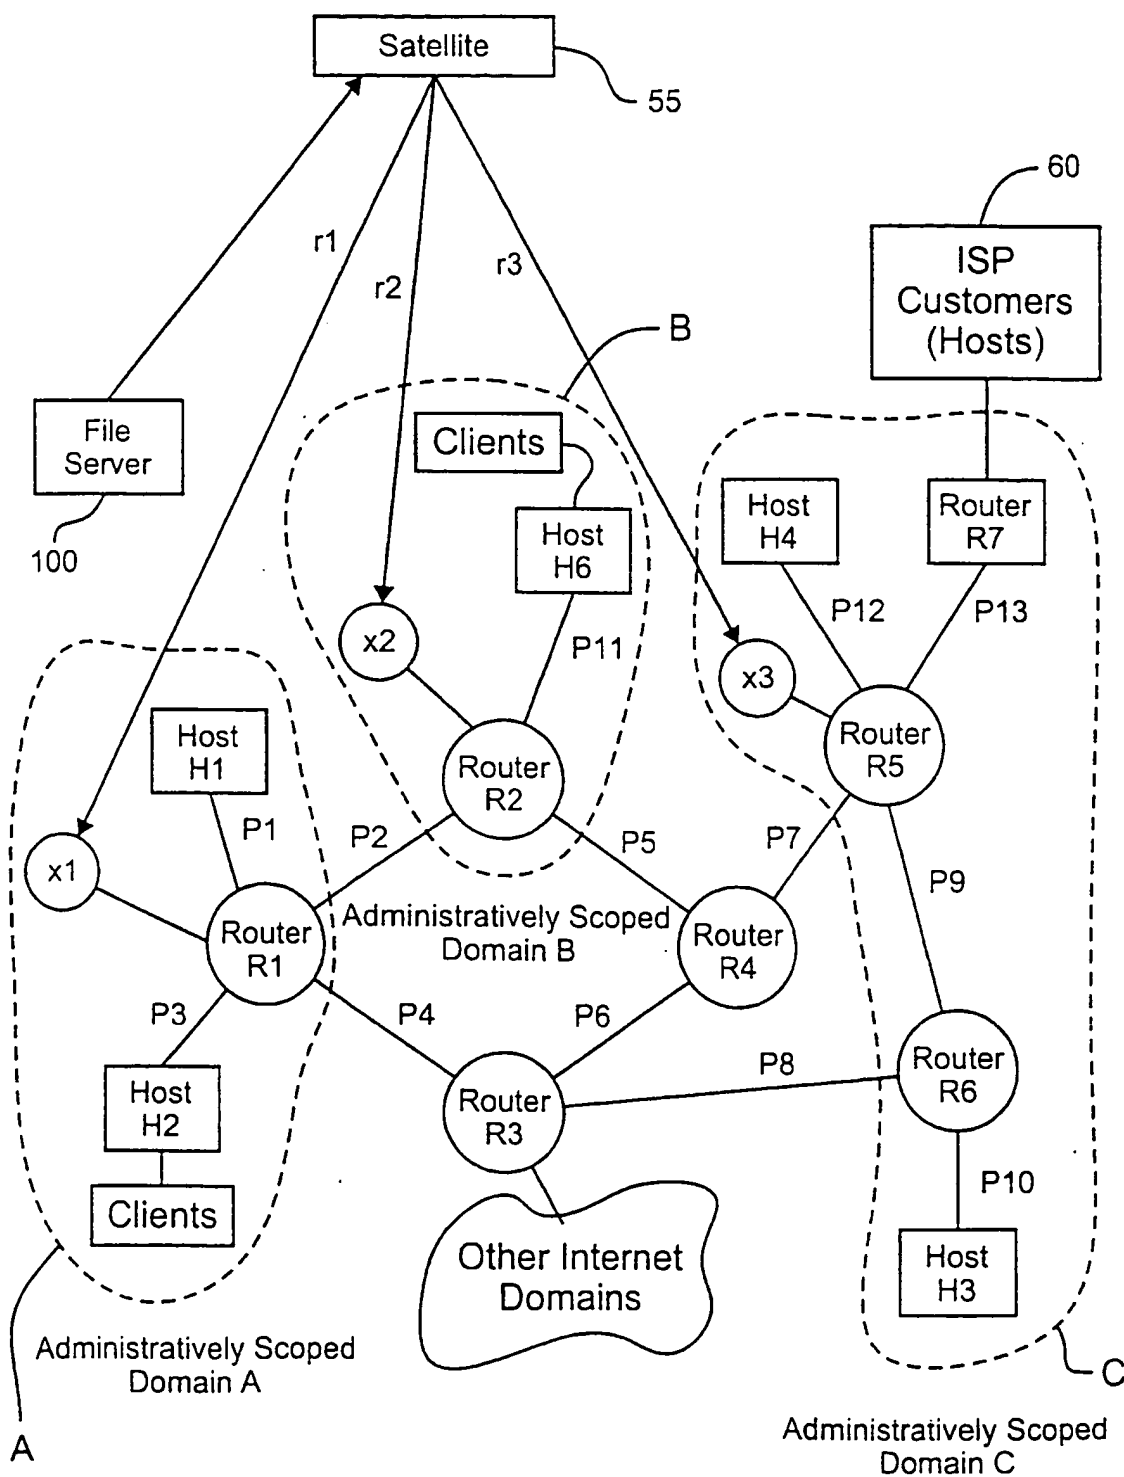 Satellite
55
60
r1
r2
r3
ISP
Customers
(Hosts)
B
File
Server
100
Clients
Host
H6
Host
H4
Router
R7
P12
P13
P11
x2
x3
Router
R5
Host
H1
Router
R2
P1
P2
P5
P7
P9
x1
Router
R1
Administratively Scoped
Domain B
Router
R4
P3
P4
P6
P8
Router
R6
Host
H2
Router
R3
P10
Clients
Other Internet
Domains
Host
H3
Administratively Scoped
Domain A
C
A
Administratively Scoped
Domain C